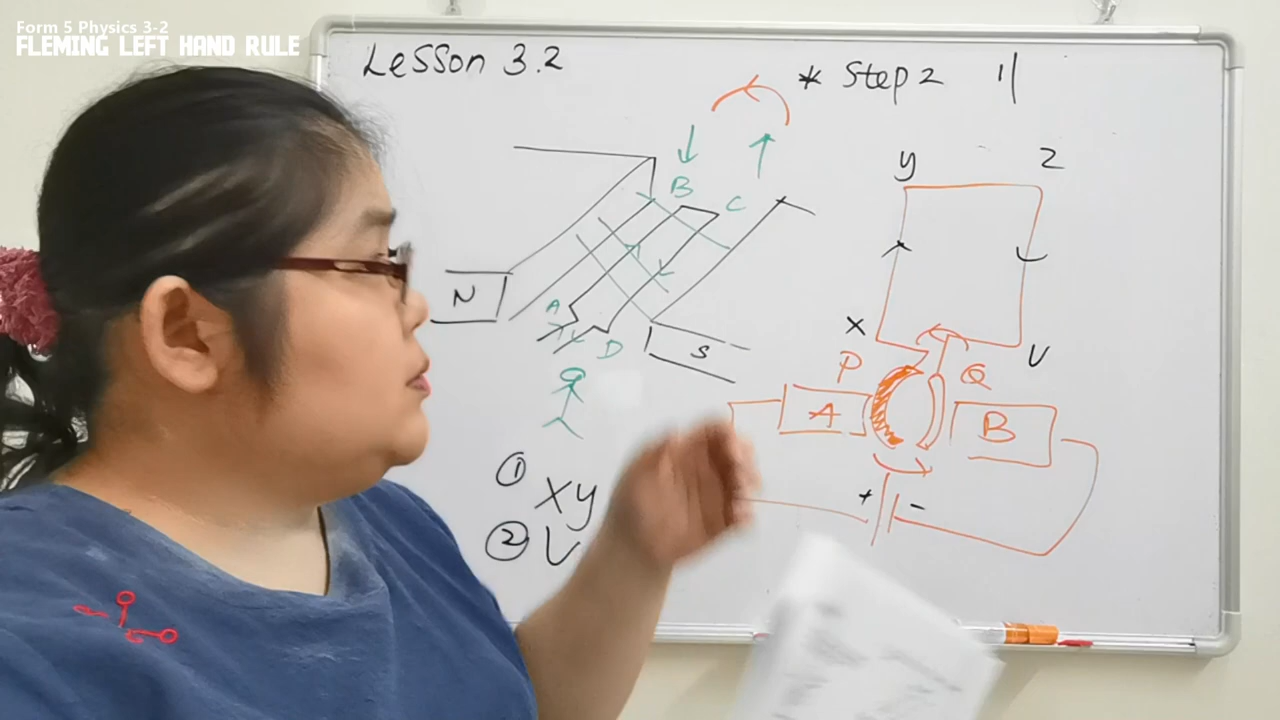 Form 5 Physics 3-2
FLEMING LEFT HAND RULE
Lesson 3.2
* Step 2
B
C
N
A
D
S
① XY
②
y
Z
X
V
P
Q
A
B
+
-